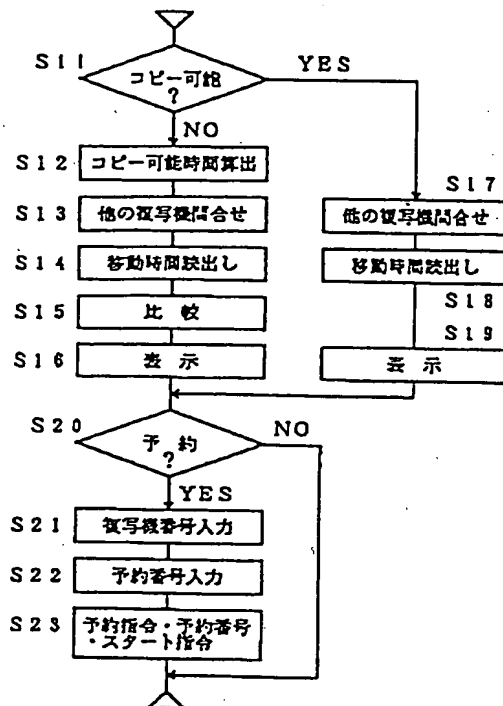 S11
コピー可能
?
YES
NO
S12
コピー可能時間算出
S13
他の複写機問合せ
S14
移動時間読出し
S15
比較
S16
表示
S17
他の複写機問合せ
移動時間読出し
S18
S19
表示
S20
予約
?
NO
YES
S21
複写機番号入力
S22
予約番号入力
S23
予約指令・予約番号
・スタート指令